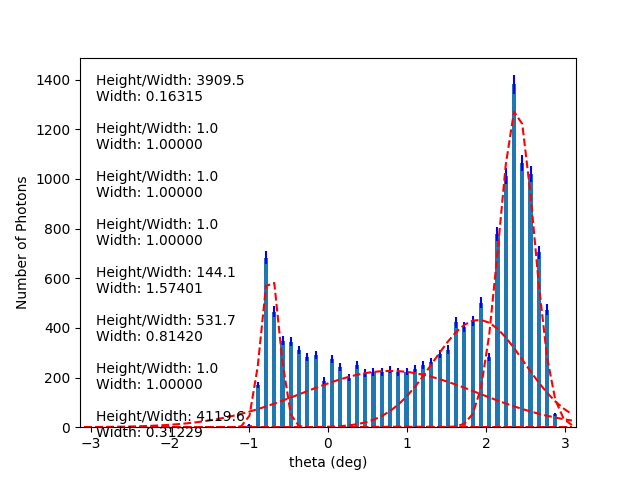 Height/Width: 3909.5
Width: 0.16315
Height/Width: 1.0
Width: 1.00000
Height/Width: 1.0
Width: 1.00000
Height/Width: 1.0
Width: 1.00000
Height/Width: 144.1
Width: 1.57401
Height/Width: 531.7
Width: 0.81420
Height/Width: 1.0
Width: 1.00000
Height/Width: 4119.6
Width: 0.31229
Number of Photons
1400
1200
1000
800
600
400
200
0
−3 −2 −1 0 1 2 3
theta (deg)